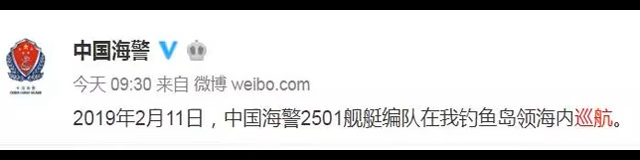 中国海警
今天 09:30 来自 微博 weibo.com
2019年2月11日，中国海警2501舰艇编队在我钓鱼岛领海内巡航。